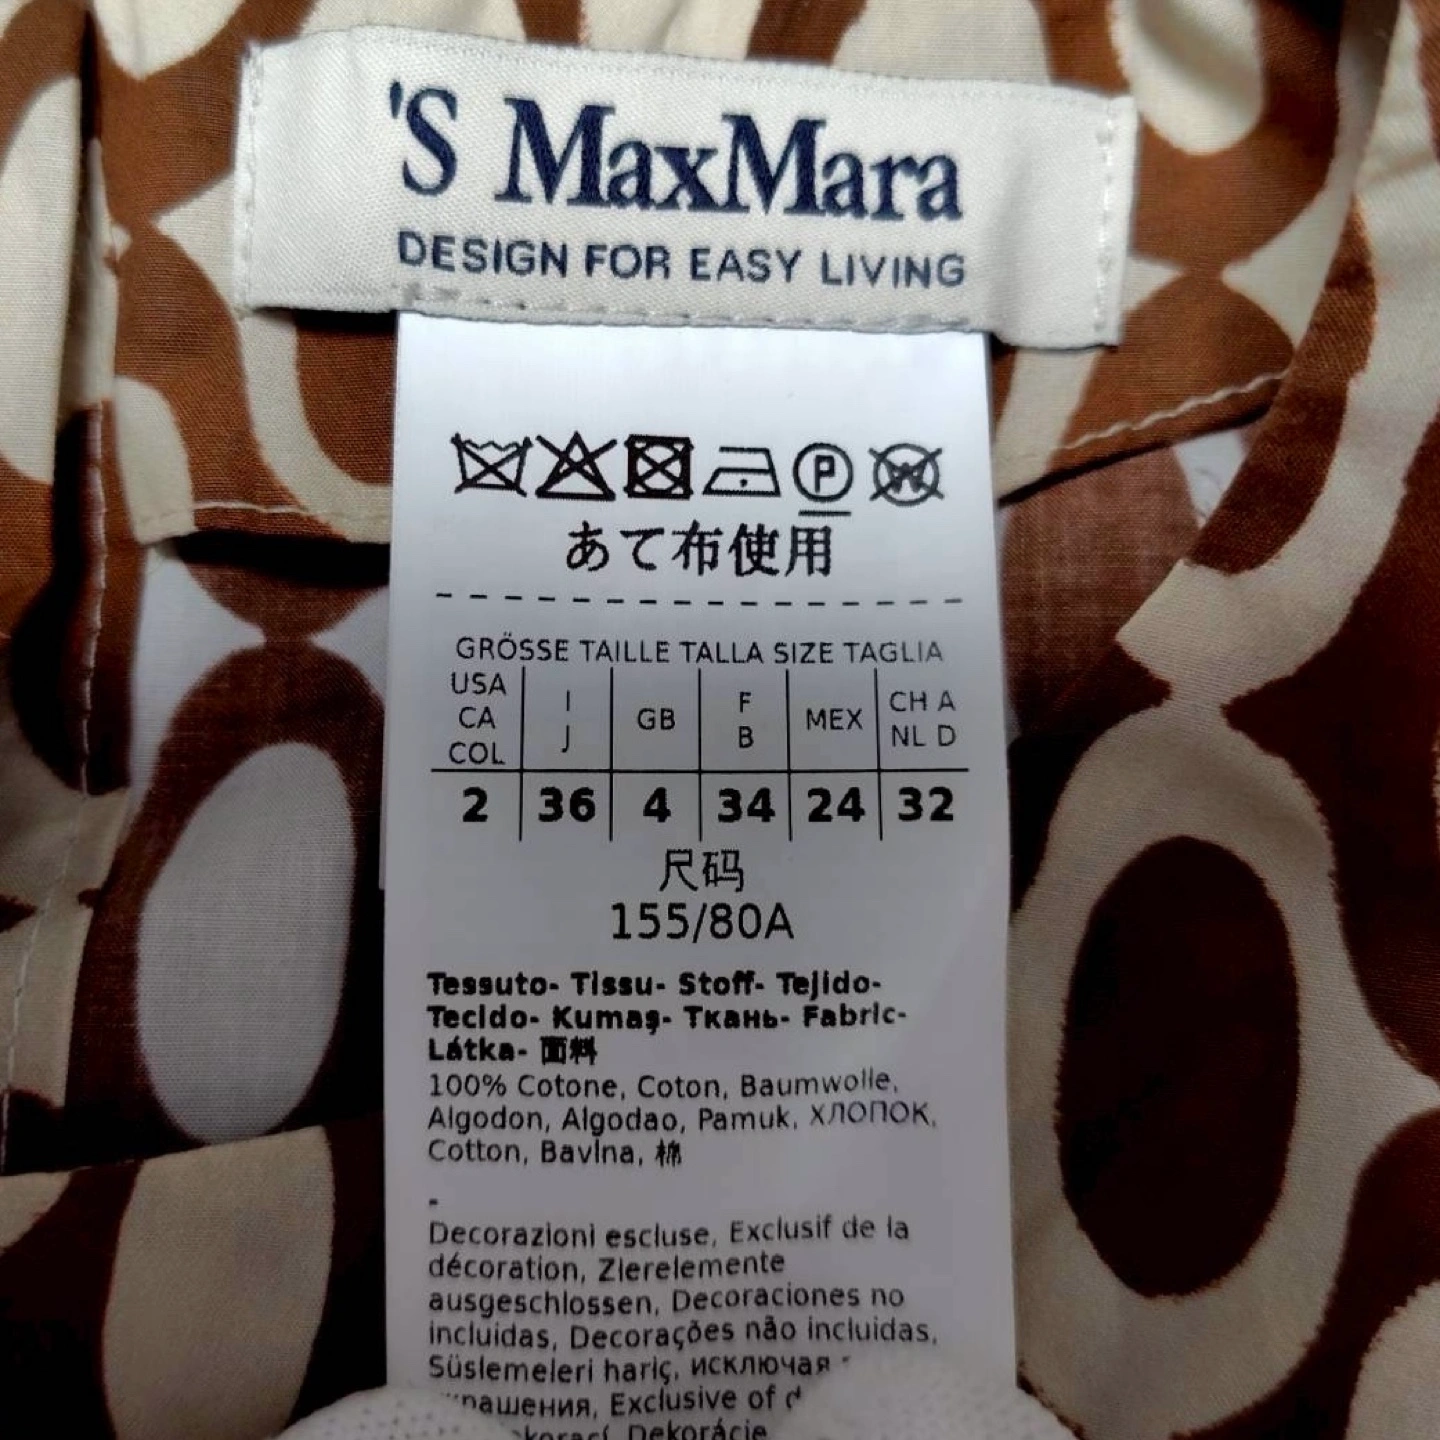 'S MaxMara
DESIGN FOR EASY LIVING
P W
あて布使用
GRÖSSE TAILLE TALLA SIZE TAGLIA
USA CA COL I J GB F B MEX CH A NL D
2 36 4 34 24 32
尺码
155/80A
Tessuto- Tissu- Stoff- Tejido-
Tecido- Kumaş- Ткань- Fabric-
Látka- 面料
100% Cotone, Coton, Baumwolle,
Algodon, Algodao, Pamuk, ХЛОПОК,
Cotton, Bavlna, 棉
-
Decorazioni escluse, Exclusif de la
décoration, Zierelemente
ausgeschlossen, Decoraciones no
incluidas, Decorações não incluidas,
Süslemeleri hariç, исключая
Exclusive of
Dekorácie